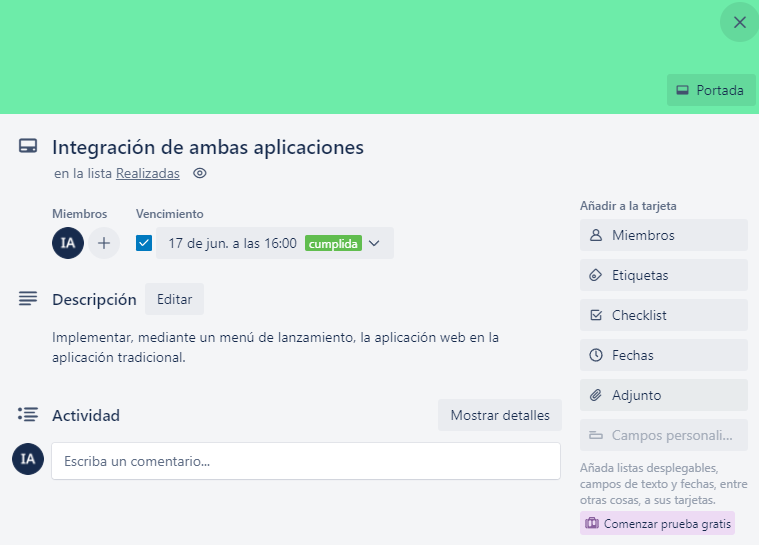 Portada
Integración de ambas aplicaciones
en la lista Realizadas
Miembros
Vencimiento
IA
17 de jun. a las 16:00 cumplida
Descripción
Editar
Implementar, mediante un menú de lanzamiento, la aplicación web en la
aplicación tradicional.
Actividad
Mostrar detalles
IA
Escriba un comentario...
Añadir a la tarjeta
Miembros
Etiquetas
Checklist
Fechas
Adjunto
Campos personali...
Añada listas desplegables,
campos de texto y fechas, entre
otras cosas, a sus tarjetas.
Comenzar prueba gratis